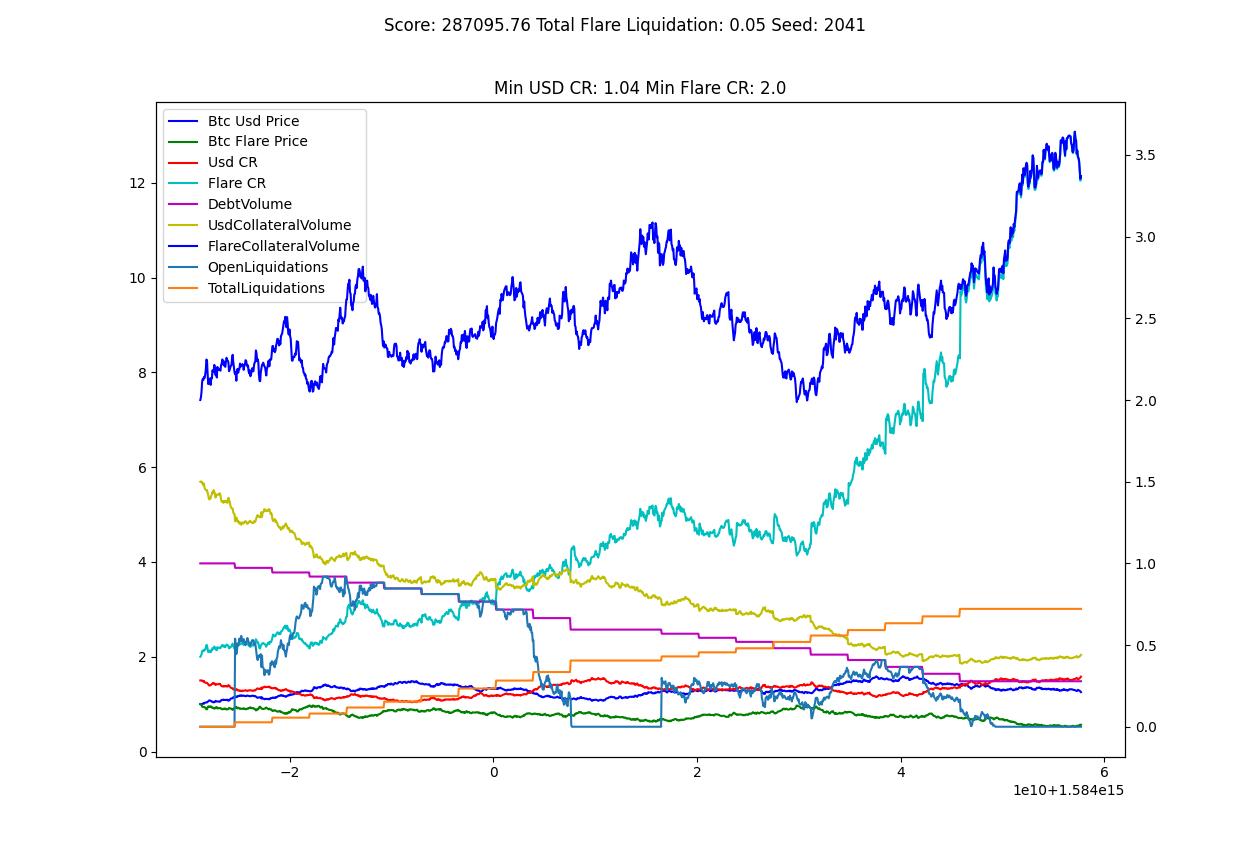 Score: 287095.76 Total Flare Liquidation: 0.05 Seed: 2041
Min USD CR: 1.04 Min Flare CR: 2.0
Btc Usd Price
Btc Flare Price
Usd CR
Flare CR
DebtVolume
UsdCollateralVolume
FlareCollateralVolume
OpenLiquidations
TotalLiquidations
12
10
8
6
4
2
0
3.5
3.0
2.5
2.0
1.5
1.0
0.5
0.0
−2
0
2
4
6
1e10+1.584e15